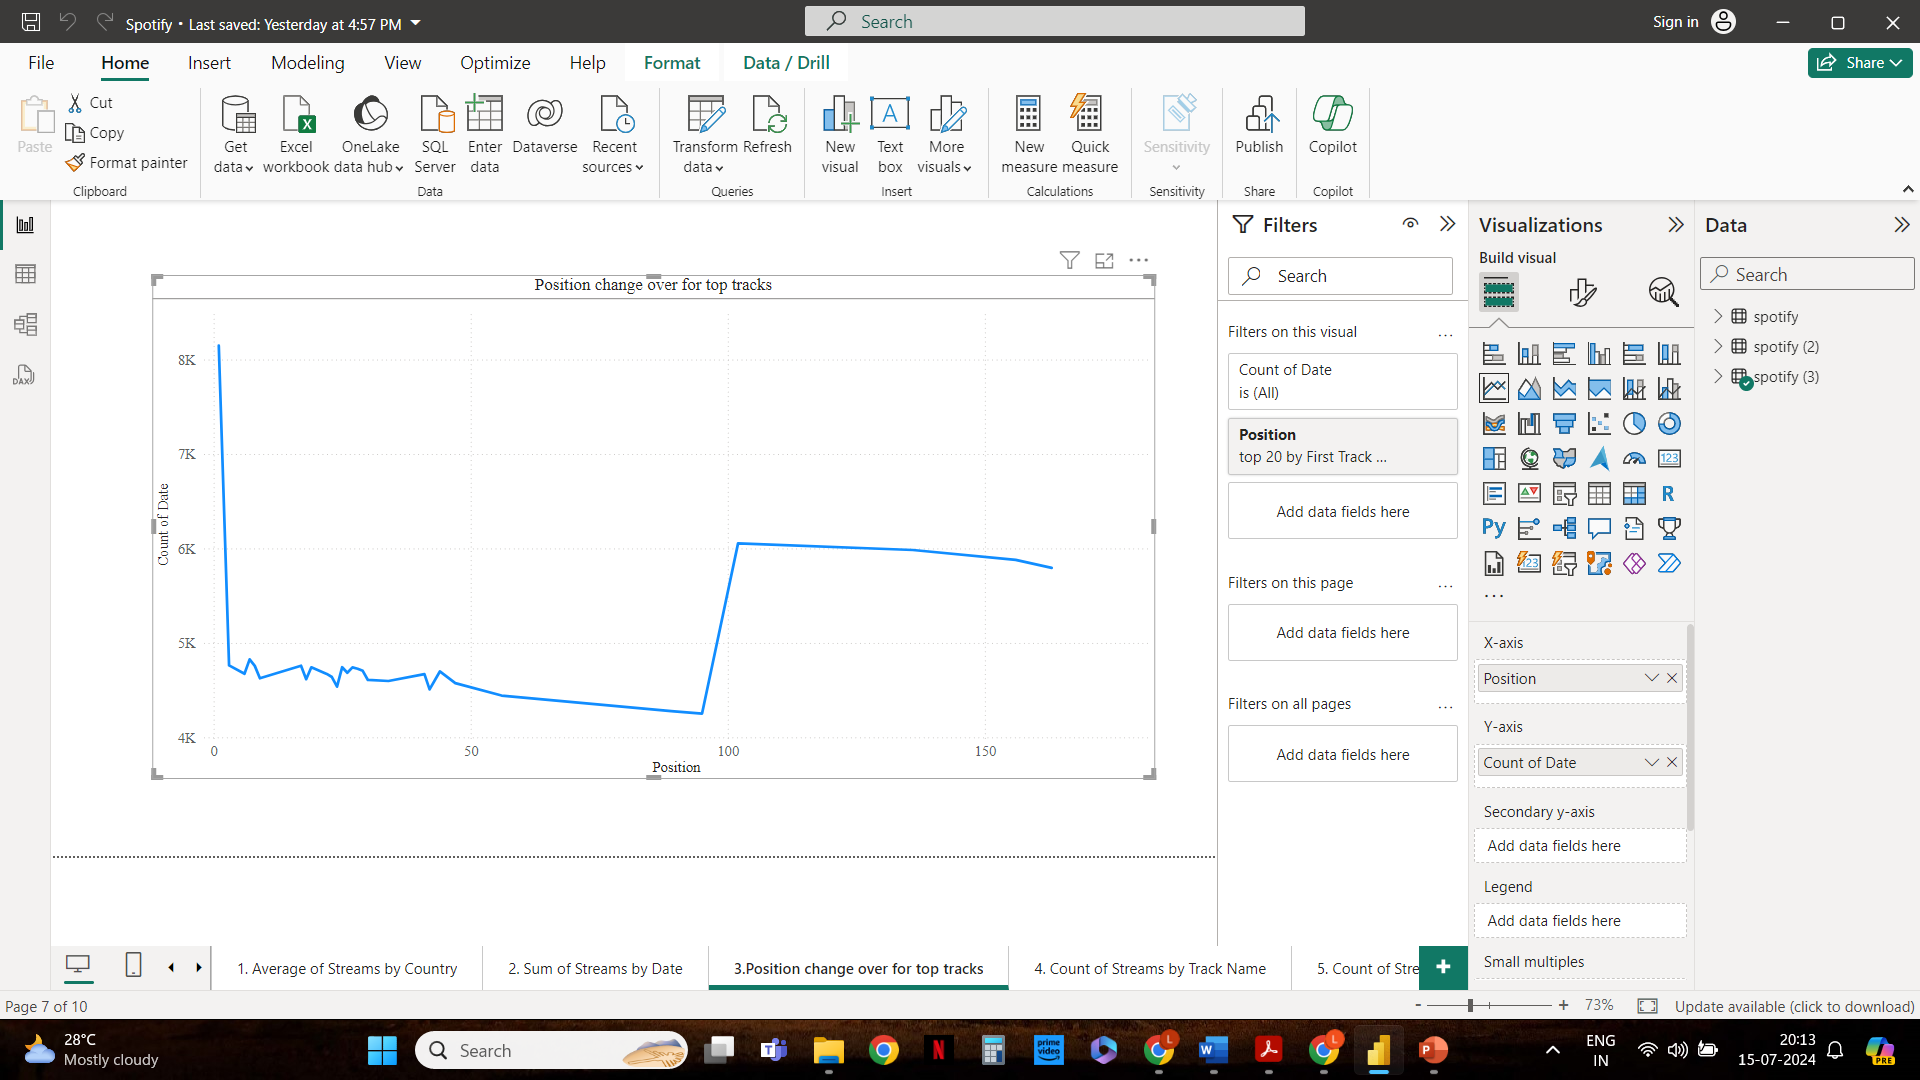 Spotify • Last saved: Yesterday at 4:57 PM
Search
Sign in
File
Home
Insert
Modeling
View
Optimize
Help
Format
Data / Drill
Share
Paste
Cut
Copy
Format painter
Clipboard
Get data
Excel workbook
OneLake data hub
SQL Server
Enter data
Dataverse
Recent sources
Data
Transform data
Refresh
Queries
New visual
Text box
More visuals
Insert
New measure
Quick measure
Calculations
Sensitivity
Sensitivity
Publish
Share
Copilot
Copilot
DAX
Position change over for top tracks
Count of Date
8K
7K
6K
5K
4K
0
50
100
150
Position
Filters
Search
Filters on this visual
...
Count of Date
is (All)
Position
top 20 by First Track ...
Add data fields here
Filters on this page
...
Add data fields here
Filters on all pages
...
Add data fields here
Visualizations
Build visual
123
R
Py
123
...
X-axis
Position
Y-axis
Count of Date
Secondary y-axis
Add data fields here
Legend
Add data fields here
Small multiples
Data
Search
spotify
spotify (2)
spotify (3)
1. Average of Streams by Country
2. Sum of Streams by Date
3.Position change over for top tracks
4. Count of Streams by Track Name
5. Count of Stre
+
Page 7 of 10
- + 73%
Update available (click to download)
28°C
Mostly cloudy
Search
N
prime video
L
W
L
P
ENG
IN
20:13
15-07-2024
PRE